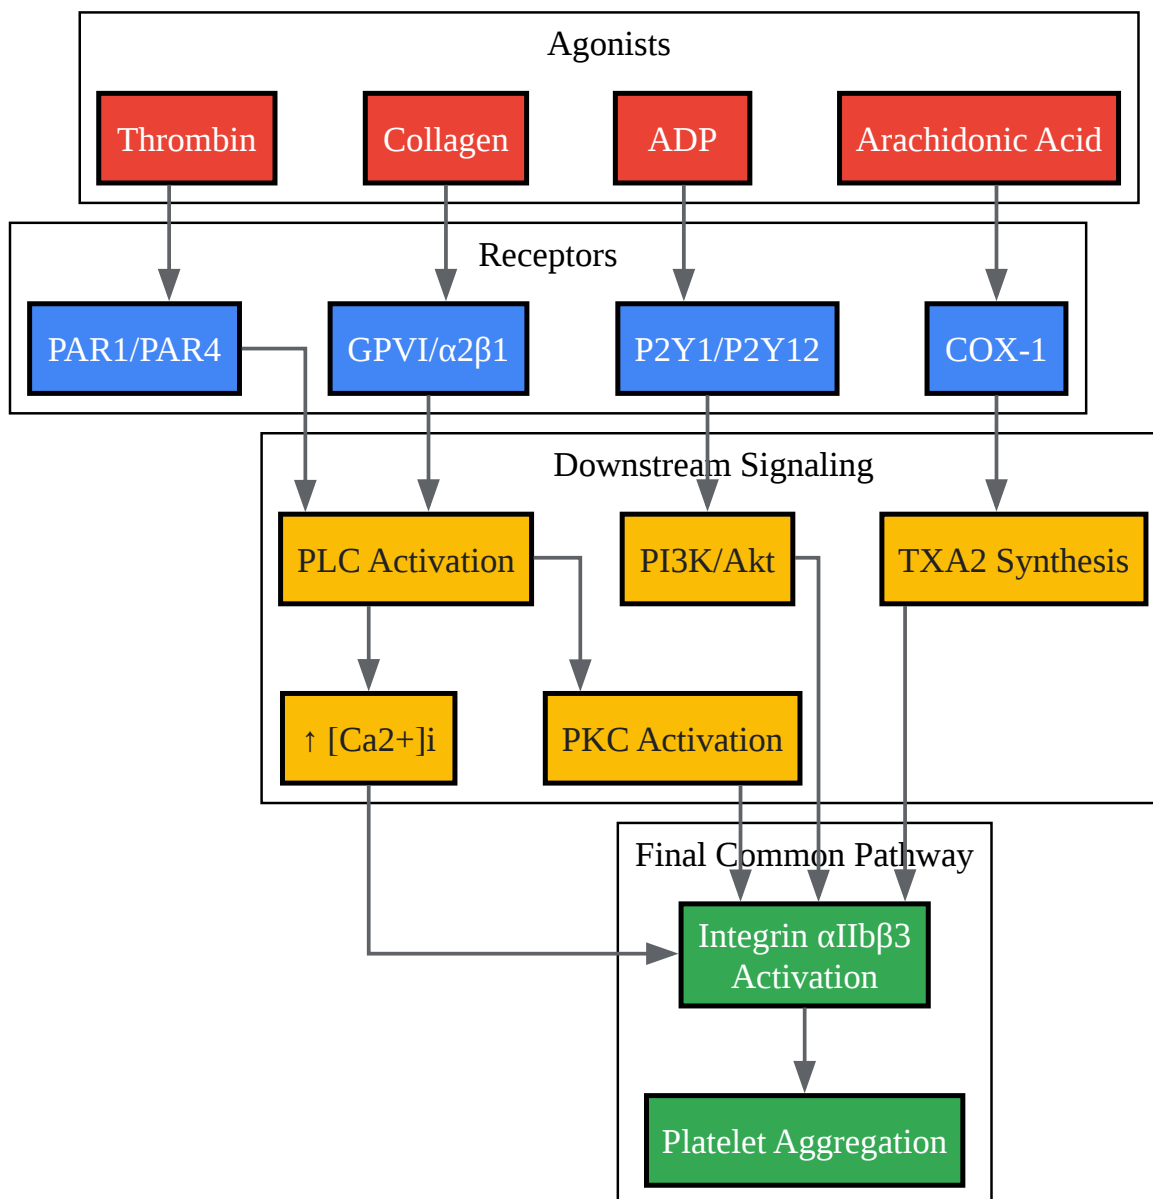 Agonists
Thrombin
Collagen
ADP
Arachidonic Acid
Receptors
PAR1/PAR4
GPVI/α2β1
P2Y1/P2Y12
COX-1
Downstream Signaling
PLC Activation
PI3K/Akt
TXA2 Synthesis
↑ [Ca2+]i
PKC Activation
Final Common Pathway
Integrin αIIbβ3
Activation
Platelet Aggregation